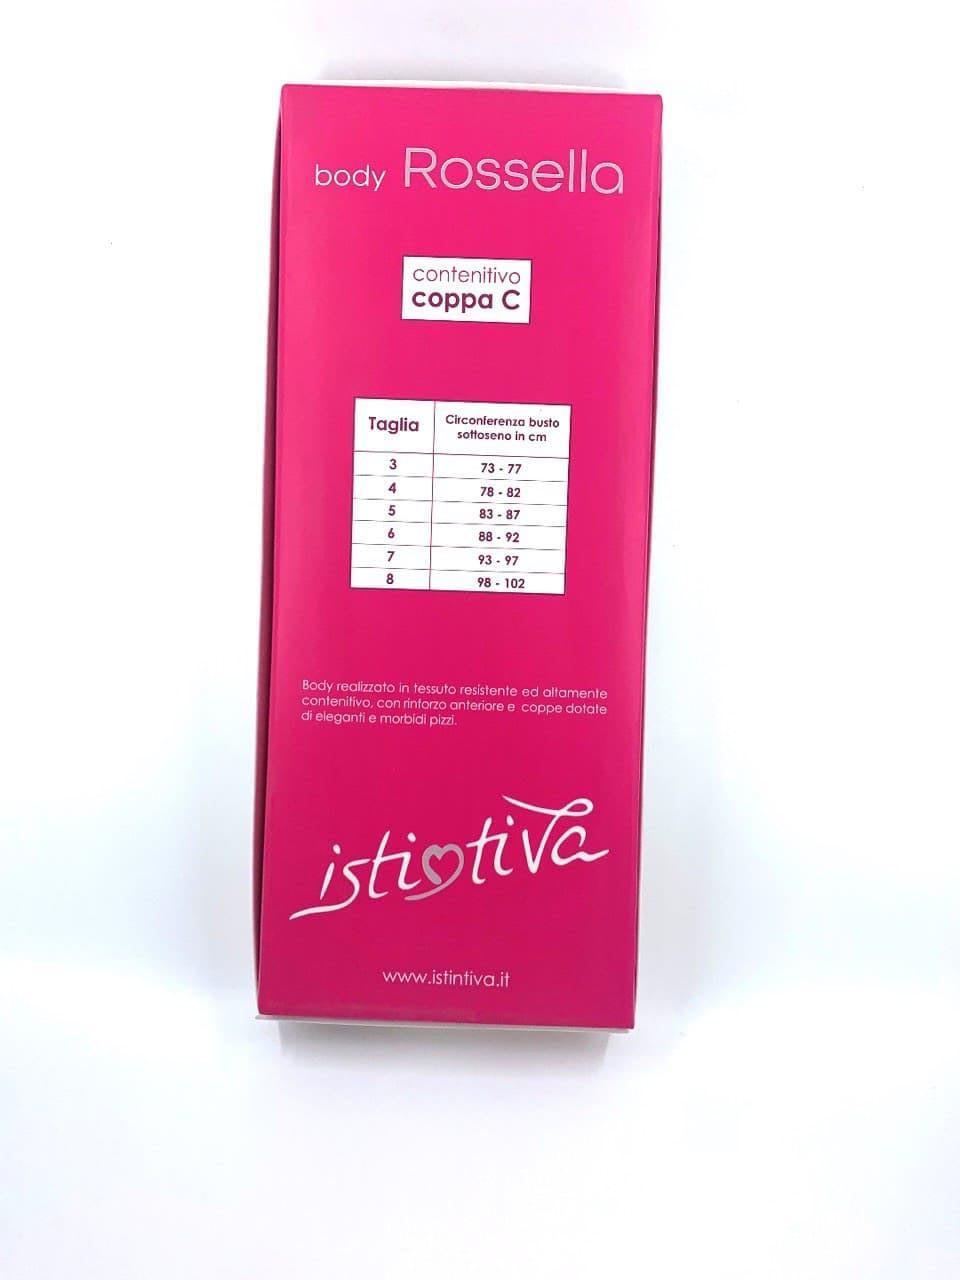 body Rossella
contenitivo
coppa C
Taglia
Circonferenza busto
sottoseno in cm
3 73 - 77
4 78 - 82
5 83 - 87
6 88 - 92
7 93 - 97
8 98 - 102
Body realizzato in tessuto resistente ed altamente
contenitivo, con rinforzo anteriore e coppe dotate
di eleganti e morbidi pizzi.
istintiva
www.istintiva.it